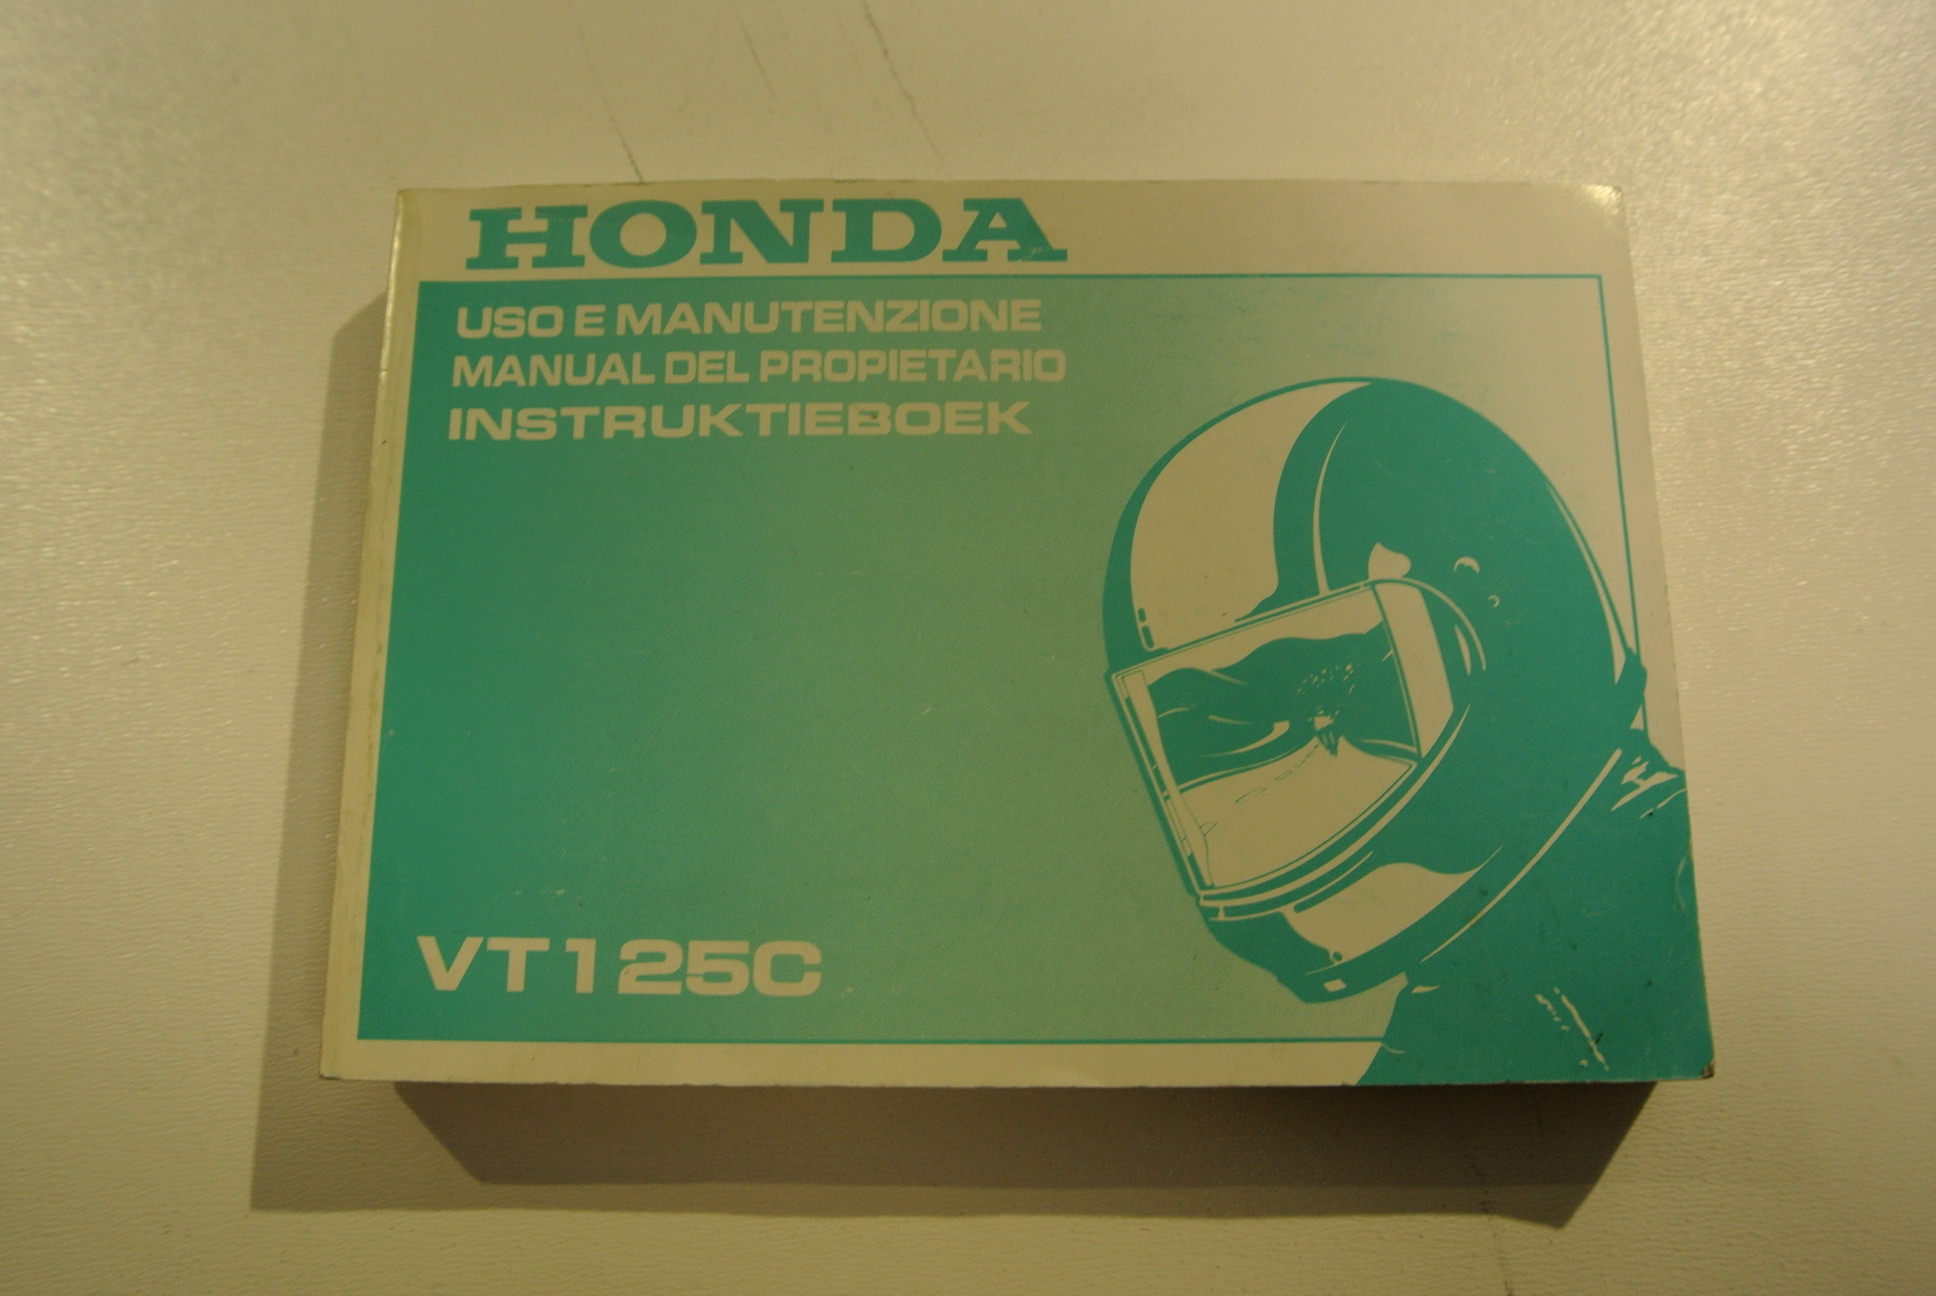 HONDA
USO E MANUTENZIONE
MANUAL DEL PROPIETARIO
INSTRUKTIEBOEK
VT125C